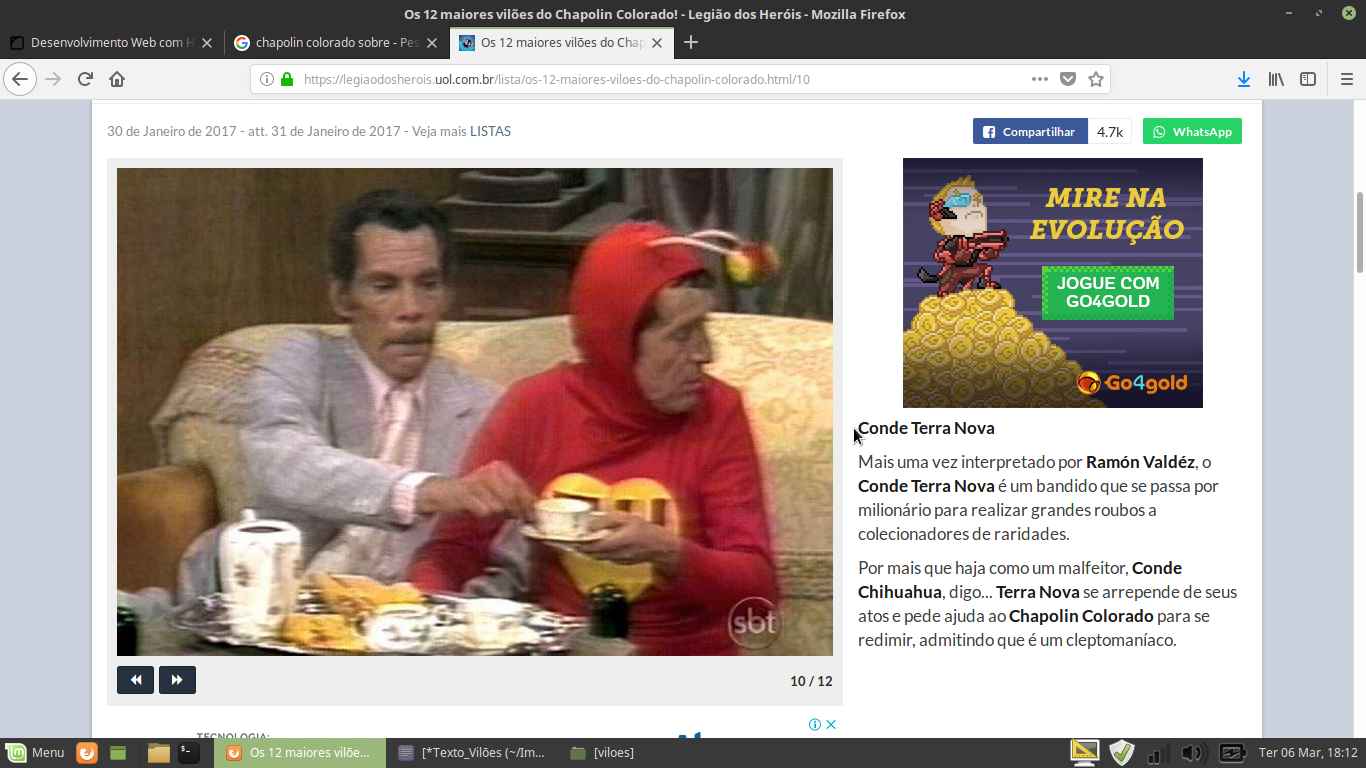 Os 12 maiores vilões do Chapolin Colorado! - Legião dos Heróis - Mozilla Firefox
Desenvolvimento Web com H
chapolin colorado sobre - Pes
Os 12 maiores vilões do Chap
https://legiaodosherois.uol.com.br/lista/os-12-maiores-viloes-do-chapolin-colorado.html/10
30 de Janeiro de 2017 - att. 31 de Janeiro de 2017 - Veja mais LISTAS
Compartilhar
4.7k
WhatsApp
MIRE NA
EVOLUÇÃO
JOGUE COM
GO4GOLD
Go4gold
sbt
Conde Terra Nova
Mais uma vez interpretado por Ramón Valdéz, o
Conde Terra Nova é um bandido que se passa por
milionário para realizar grandes roubos a
colecionadores de raridades.
Por mais que haja como um malfeitor, Conde
Chihuahua, digo... Terra Nova se arrepende de seus
atos e pede ajuda ao Chapolin Colorado para se
redimir, admitindo que é um cleptomaníaco.
10 / 12
TECNOLOGIA:
Menu
Os 12 maiores vilõe...
[*Texto_Vilões (~/Im...
[viloes]
Ter 06 Mar, 18:12